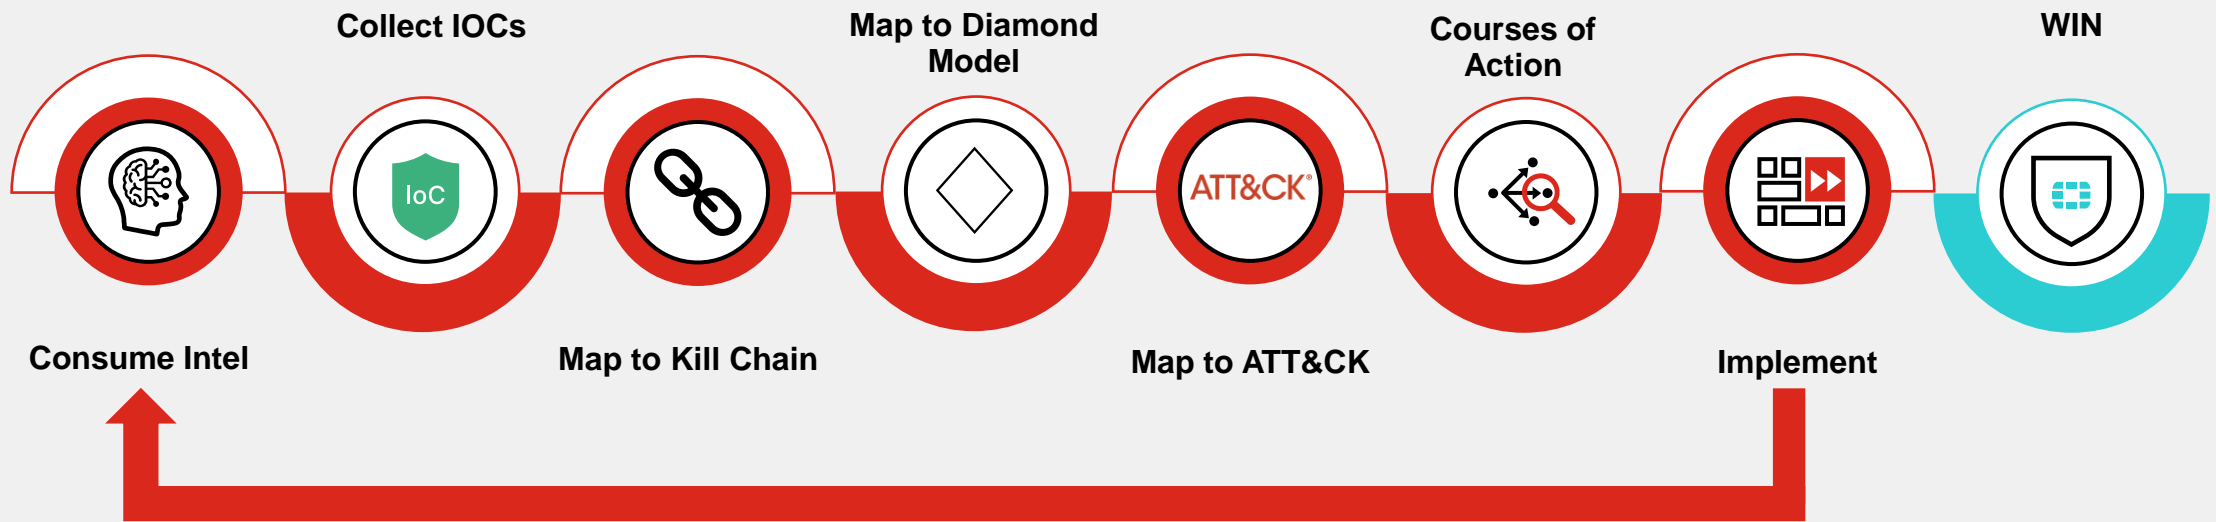 Collect IOCs
Map to Diamond
Model
Courses of
Action
WIN
IoC
ATT&CK®
Consume Intel
Map to Kill Chain
Map to ATT&CK
Implement